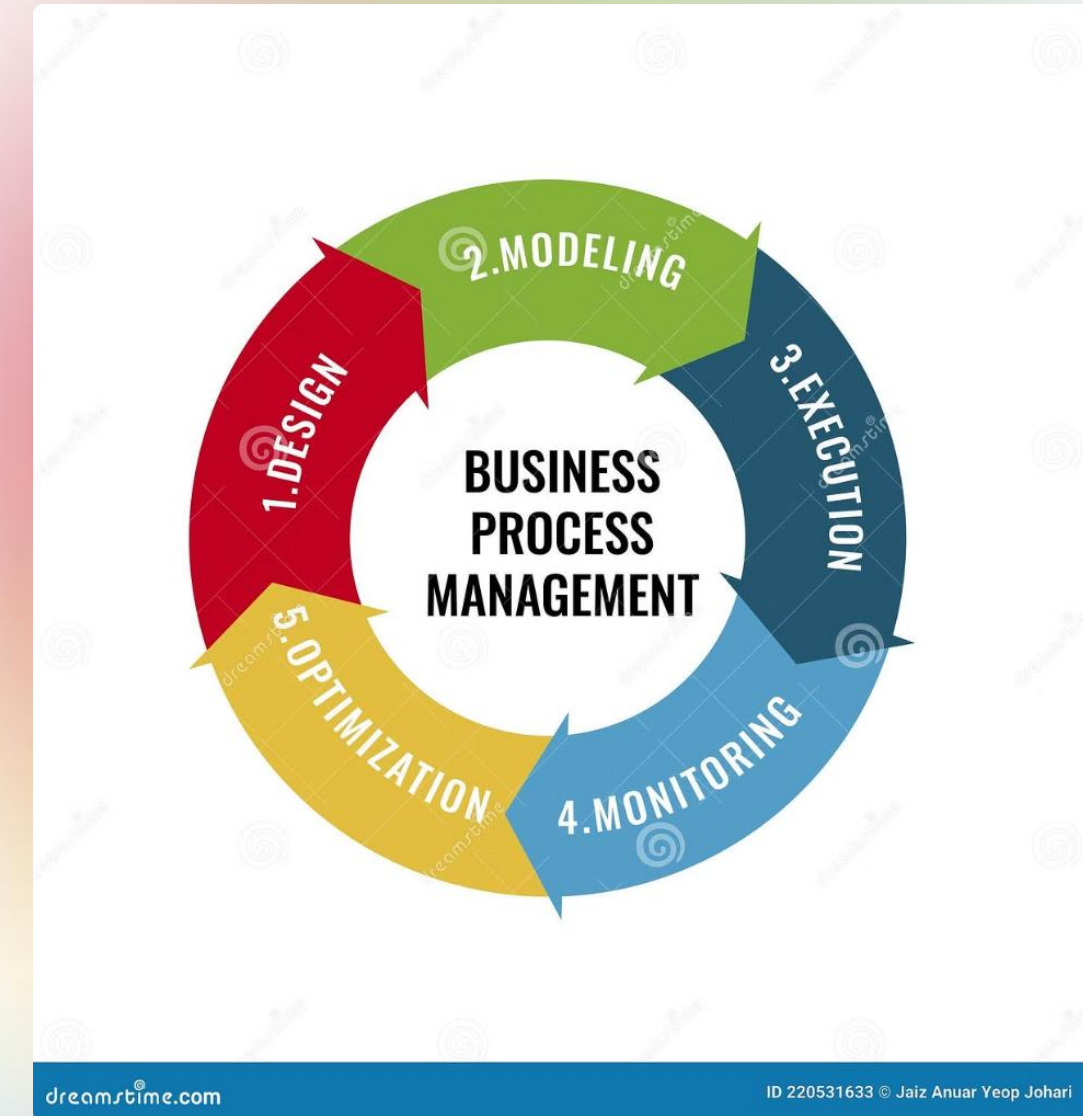 2.MODELING
3.EXECUTION
1.DESIGN
BUSINESS
PROCESS
MANAGEMENT
5.OPTIMIZATION
4.MONITORING
dreamstime.com
ID 220531633 © Jaiz Anuar Yeop Johari